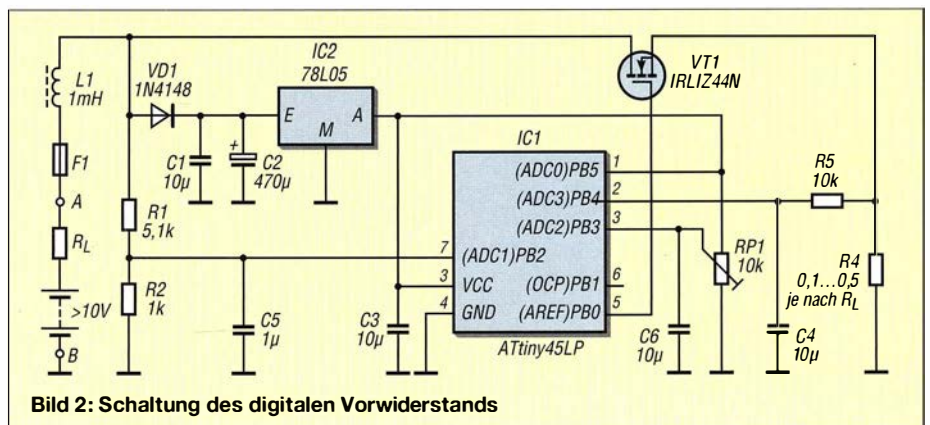 L1
1mH
F1
A
RL
>10V
B
VD1
1N4148
R1
5,1k
R2
1k
C1
10µ
+
C2
470µ
IC2
78L05
E
A
M
C5
1µ
C3
10µ
IC1
(ADC0)PB5
(ADC3)PB4
(ADC2)PB3
(ADC1)PB2
VCC
(OCP)PB1
GND
(AREF)PB0
1
2
3
7
3
6
4
5
ATtiny45LP
VT1
IRLIZ44N
C6
10µ
RP1
10k
R5
10k
C4
10µ
R4
0,1...0,5
je nach RL
Bild 2: Schaltung des digitalen Vorwiderstands